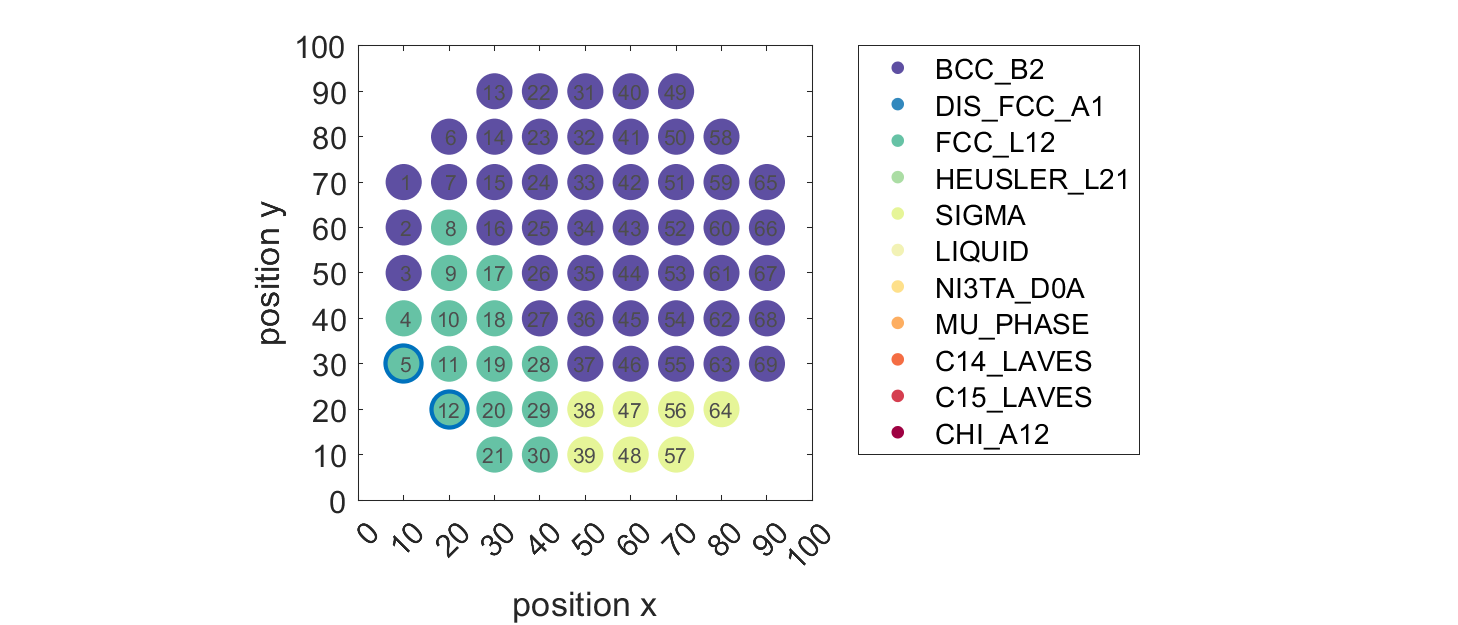 100
90
80
70
60
50
40
30
20
10
0
position y
13 22 31 40 49
6 14 23 32 41 50 58
1 7 15 24 33 42 51 59 65
2 8 16 25 34 43 52 60 66
3 9 17 26 35 44 53 61 67
4 10 18 27 36 45 54 62 68
5 11 19 28 37 46 55 63 69
12 20 29 38 47 56 64
21 30 39 48 57
0 10 20 30 40 50 60 70 80 90 100
position x
BCC_B2
DIS_FCC_A1
FCC_L12
HEUSLER_L21
SIGMA
LIQUID
NI3TA_D0A
MU_PHASE
C14_LAVES
C15_LAVES
CHI_A12